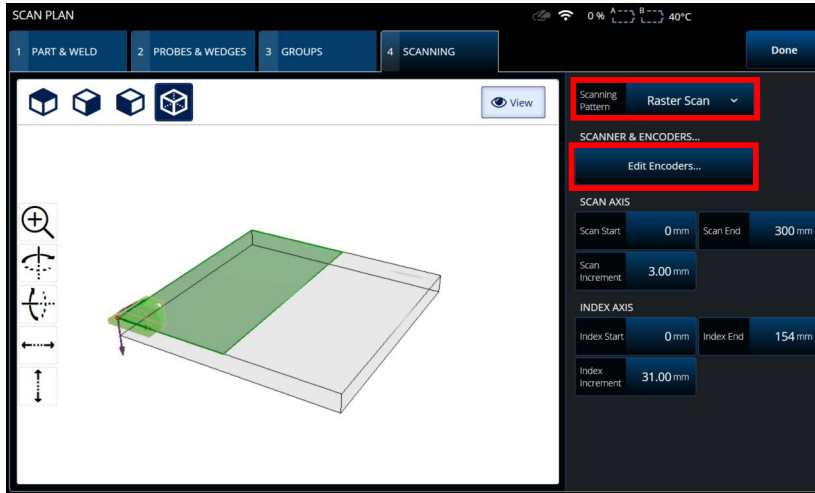 SCAN PLAN
0 % A B 40°C
1 PART & WELD 2 PROBES & WEDGES 3 GROUPS 4 SCANNING Done
View
Scanning Pattern Raster Scan
SCANNER & ENCODERS...
Edit Encoders...
SCAN AXIS
Scan Start 0 mm Scan End 300 mm
Scan Increment 3.00 mm
INDEX AXIS
Index Start 0 mm Index End 154 mm
Index Increment 31.00 mm